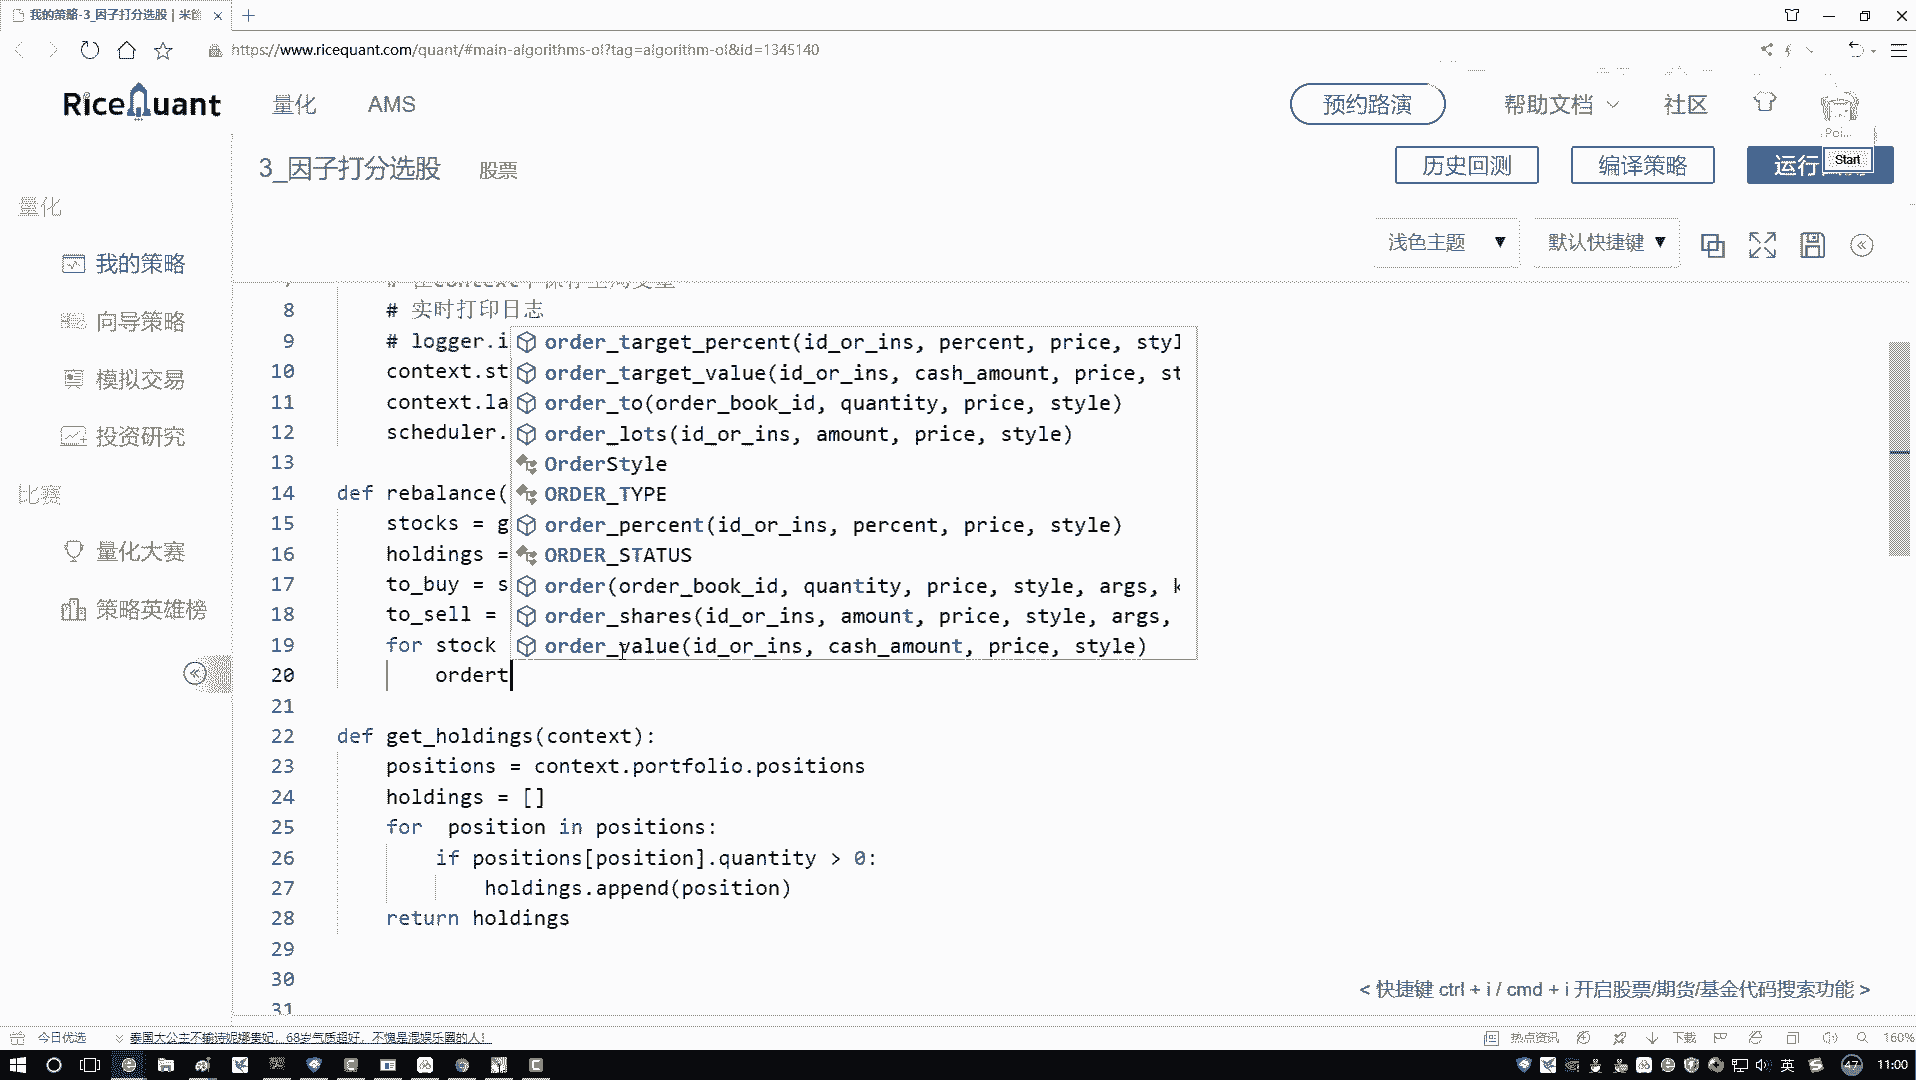 我的策略-3_因子打分选股 | 米
https://www.ricequant.com/quant/#main-algorithms-ol?tag=algorithm-ol&id=1345140
RiceQuant
量化
AMS
预约路演
帮助文档
社区
Poi...
3_因子打分选股
股票
历史回测
编译策略
运行
Start
量化
我的策略
向导策略
模拟交易
投资研究
比赛
量化大赛
策略英雄榜
浅色主题
默认快捷键
8 # 实时打印日志
9 # logger.i
10 context.st
11 context.la
12 scheduler.
13
14 def rebalance(
15 stocks = g
16 holdings =
17 to_buy = s
18 to_sell =
19 for stock
20 ordert
21
22 def get_holdings(context):
23 positions = context.portfolio.positions
24 holdings = []
25 for  position in positions:
26 if positions[position].quantity > 0:
27 holdings.append(position)
28 return holdings
29
30
31
order_target_percent(id_or_ins, percent, price, styl
order_target_value(id_or_ins, cash_amount, price, st
order_to(order_book_id, quantity, price, style)
order_lots(id_or_ins, amount, price, style)
OrderStyle
ORDER_TYPE
order_percent(id_or_ins, percent, price, style)
ORDER_STATUS
order(order_book_id, quantity, price, style, args, k
order_shares(id_or_ins, amount, price, style, args,
order_value(id_or_ins, cash_amount, price, style)
< 快捷键 ctrl + i / cmd + i 开启股票/期货/基金代码搜索功能 >
今日优选
泰国大公主不输诗妮娜贵妃，68岁气质超好，不愧是混娱乐圈的人！
热点资讯
下载
160%
英
47
11:00